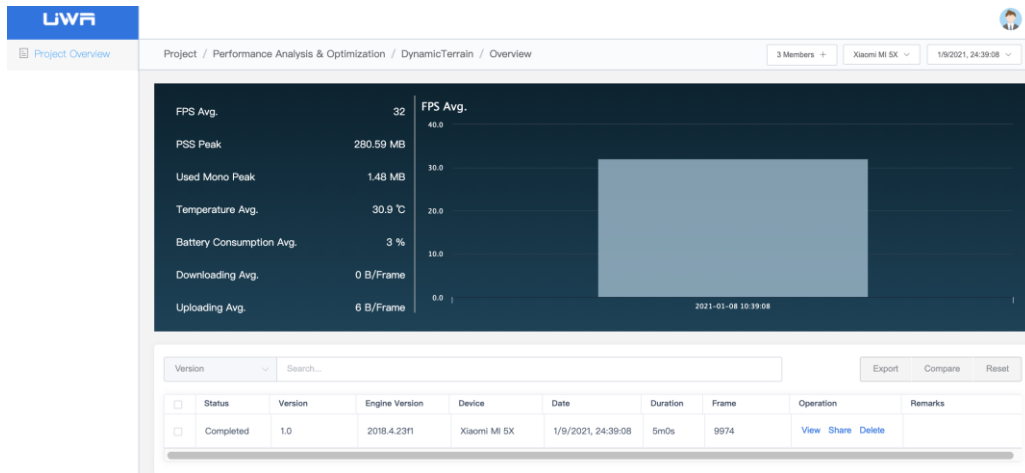 UWA
Project Overview
Project / Performance Analysis & Optimization / DynamicTerrain / Overview
3 Members +
Xiaomi MI 5X
1/9/2021, 24:39:08
FPS Avg. 32
PSS Peak 280.59 MB
Used Mono Peak 1.48 MB
Temperature Avg. 30.9 ℃
Battery Consumption Avg. 3 %
Downloading Avg. 0 B/Frame
Uploading Avg. 6 B/Frame
FPS Avg.
40.0
30.0
20.0
10.0
0.0
2021-01-08 10:39:08
Version
Search...
Export Compare Reset
Status Version Engine Version Device Date Duration Frame Operation Remarks
Completed 1.0 2018.4.23f1 Xiaomi MI 5X 1/9/2021, 24:39:08 5m0s 9974 View Share Delete